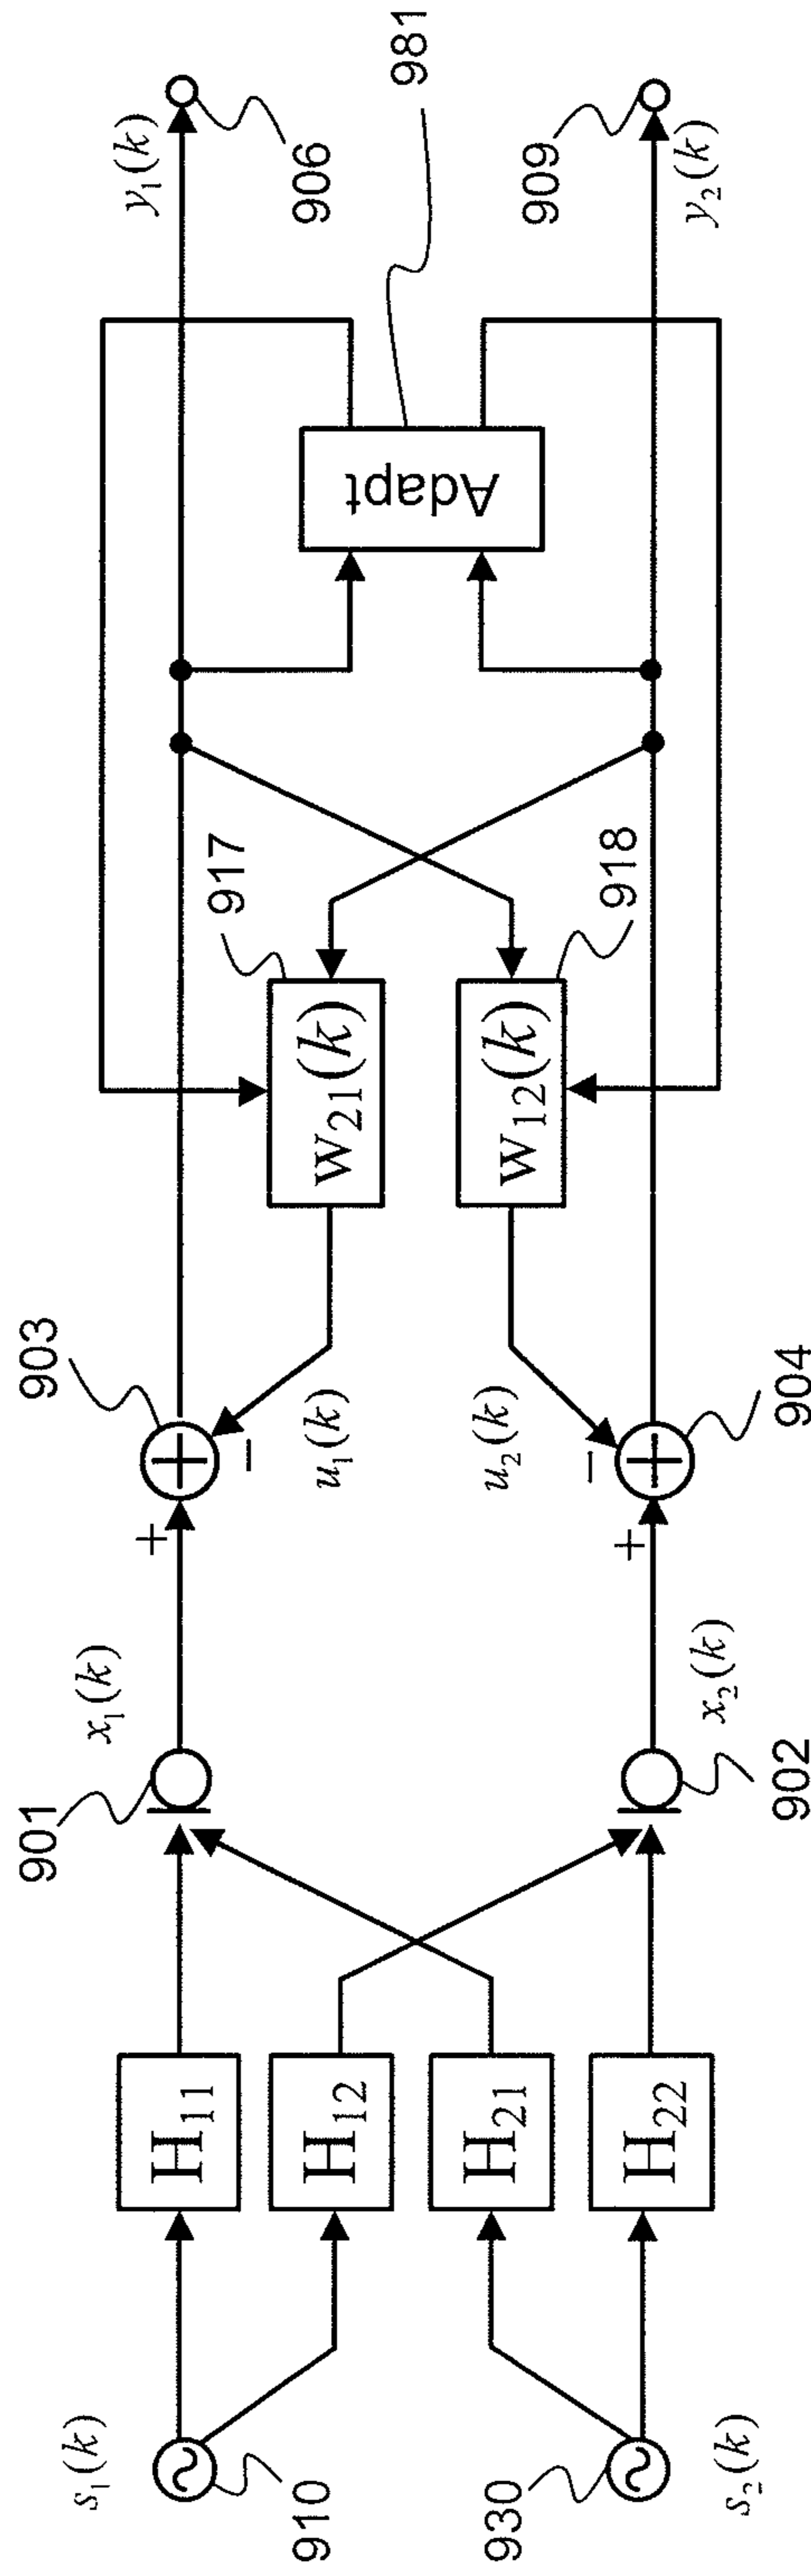 s₁(k)
910
930
s₂(k)
H₁₁
H₁₂
H₂₁
H₂₂
901
x₁(k)
902
x₂(k)
+
−
903
u₁(k)
+
−
904
u₂(k)
w₂₁(k)
917
w₁₂(k)
918
Adapt
981
y₁(k)
906
909
y₂(k)